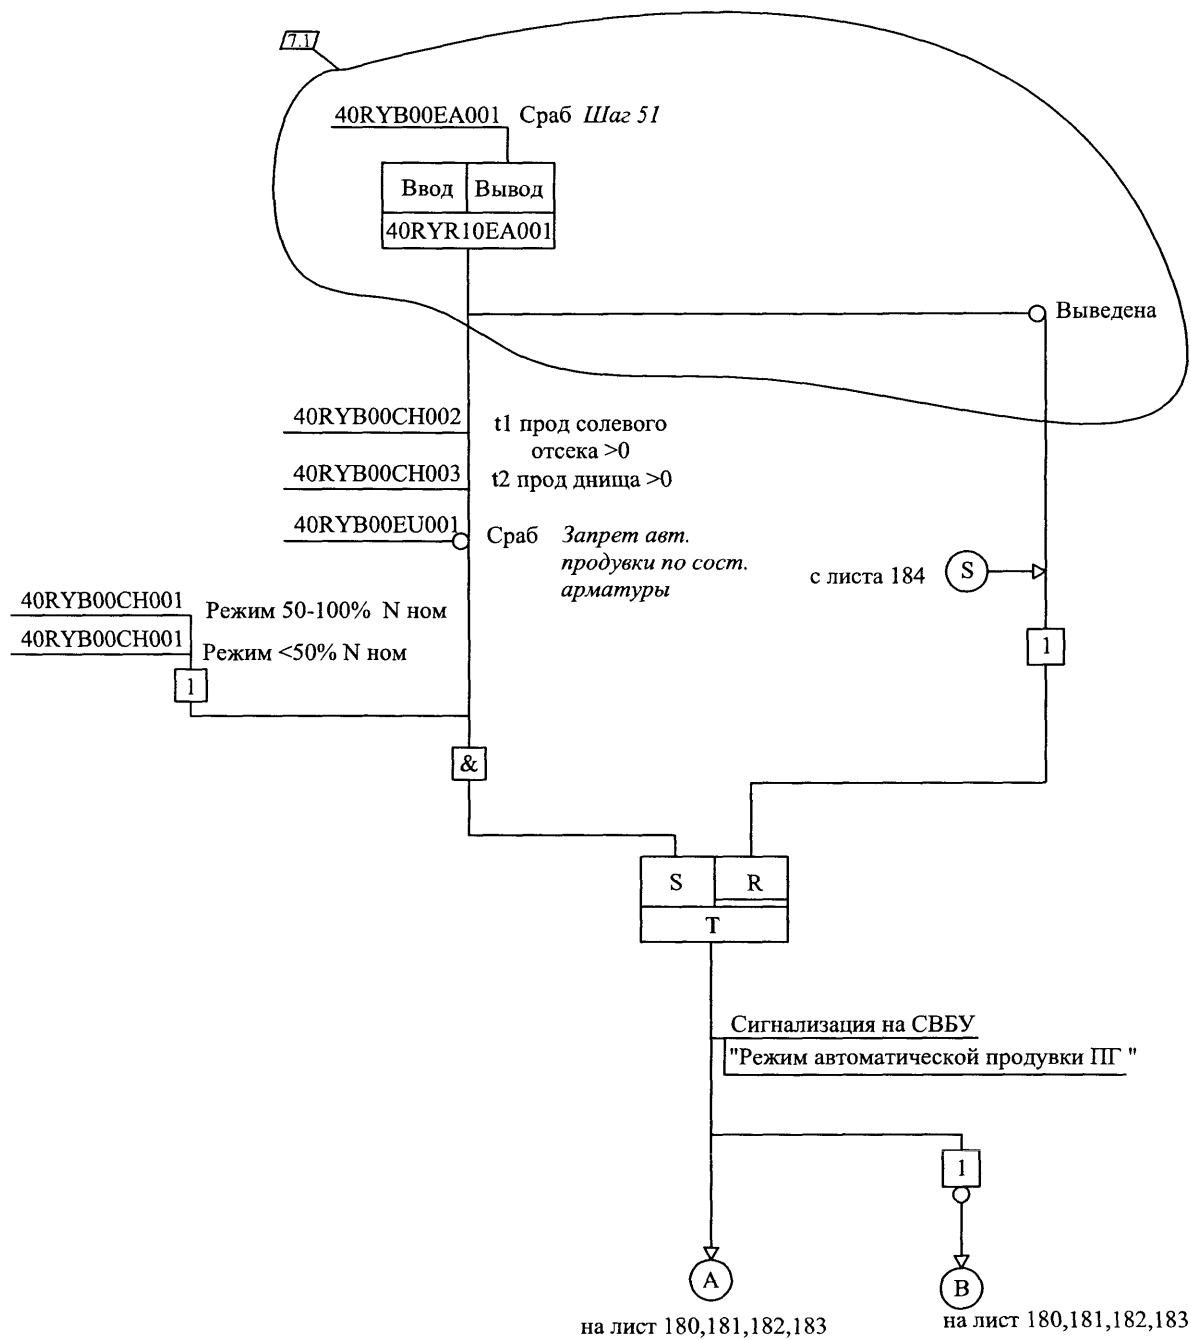 7.1
40RYB00EA001 Сраб Шаг 51
Ввод Вывод
40RYR10EA001
Выведена
40RYB00CH002 t1 прод солевого
отсека >0
40RYB00CH003 t2 прод днища >0
40RYB00EU001 Сраб Запрет авт.
продувки по сост.
арматуры
с листа 184 S
40RYB00CH001 Режим 50-100% N ном
40RYB00CH001 Режим <50% N ном
1
1
&
S R
T
Сигнализация на СВБУ
"Режим автоматической продувки ПГ "
1
A
B
на лист 180,181,182,183
на лист 180,181,182,183